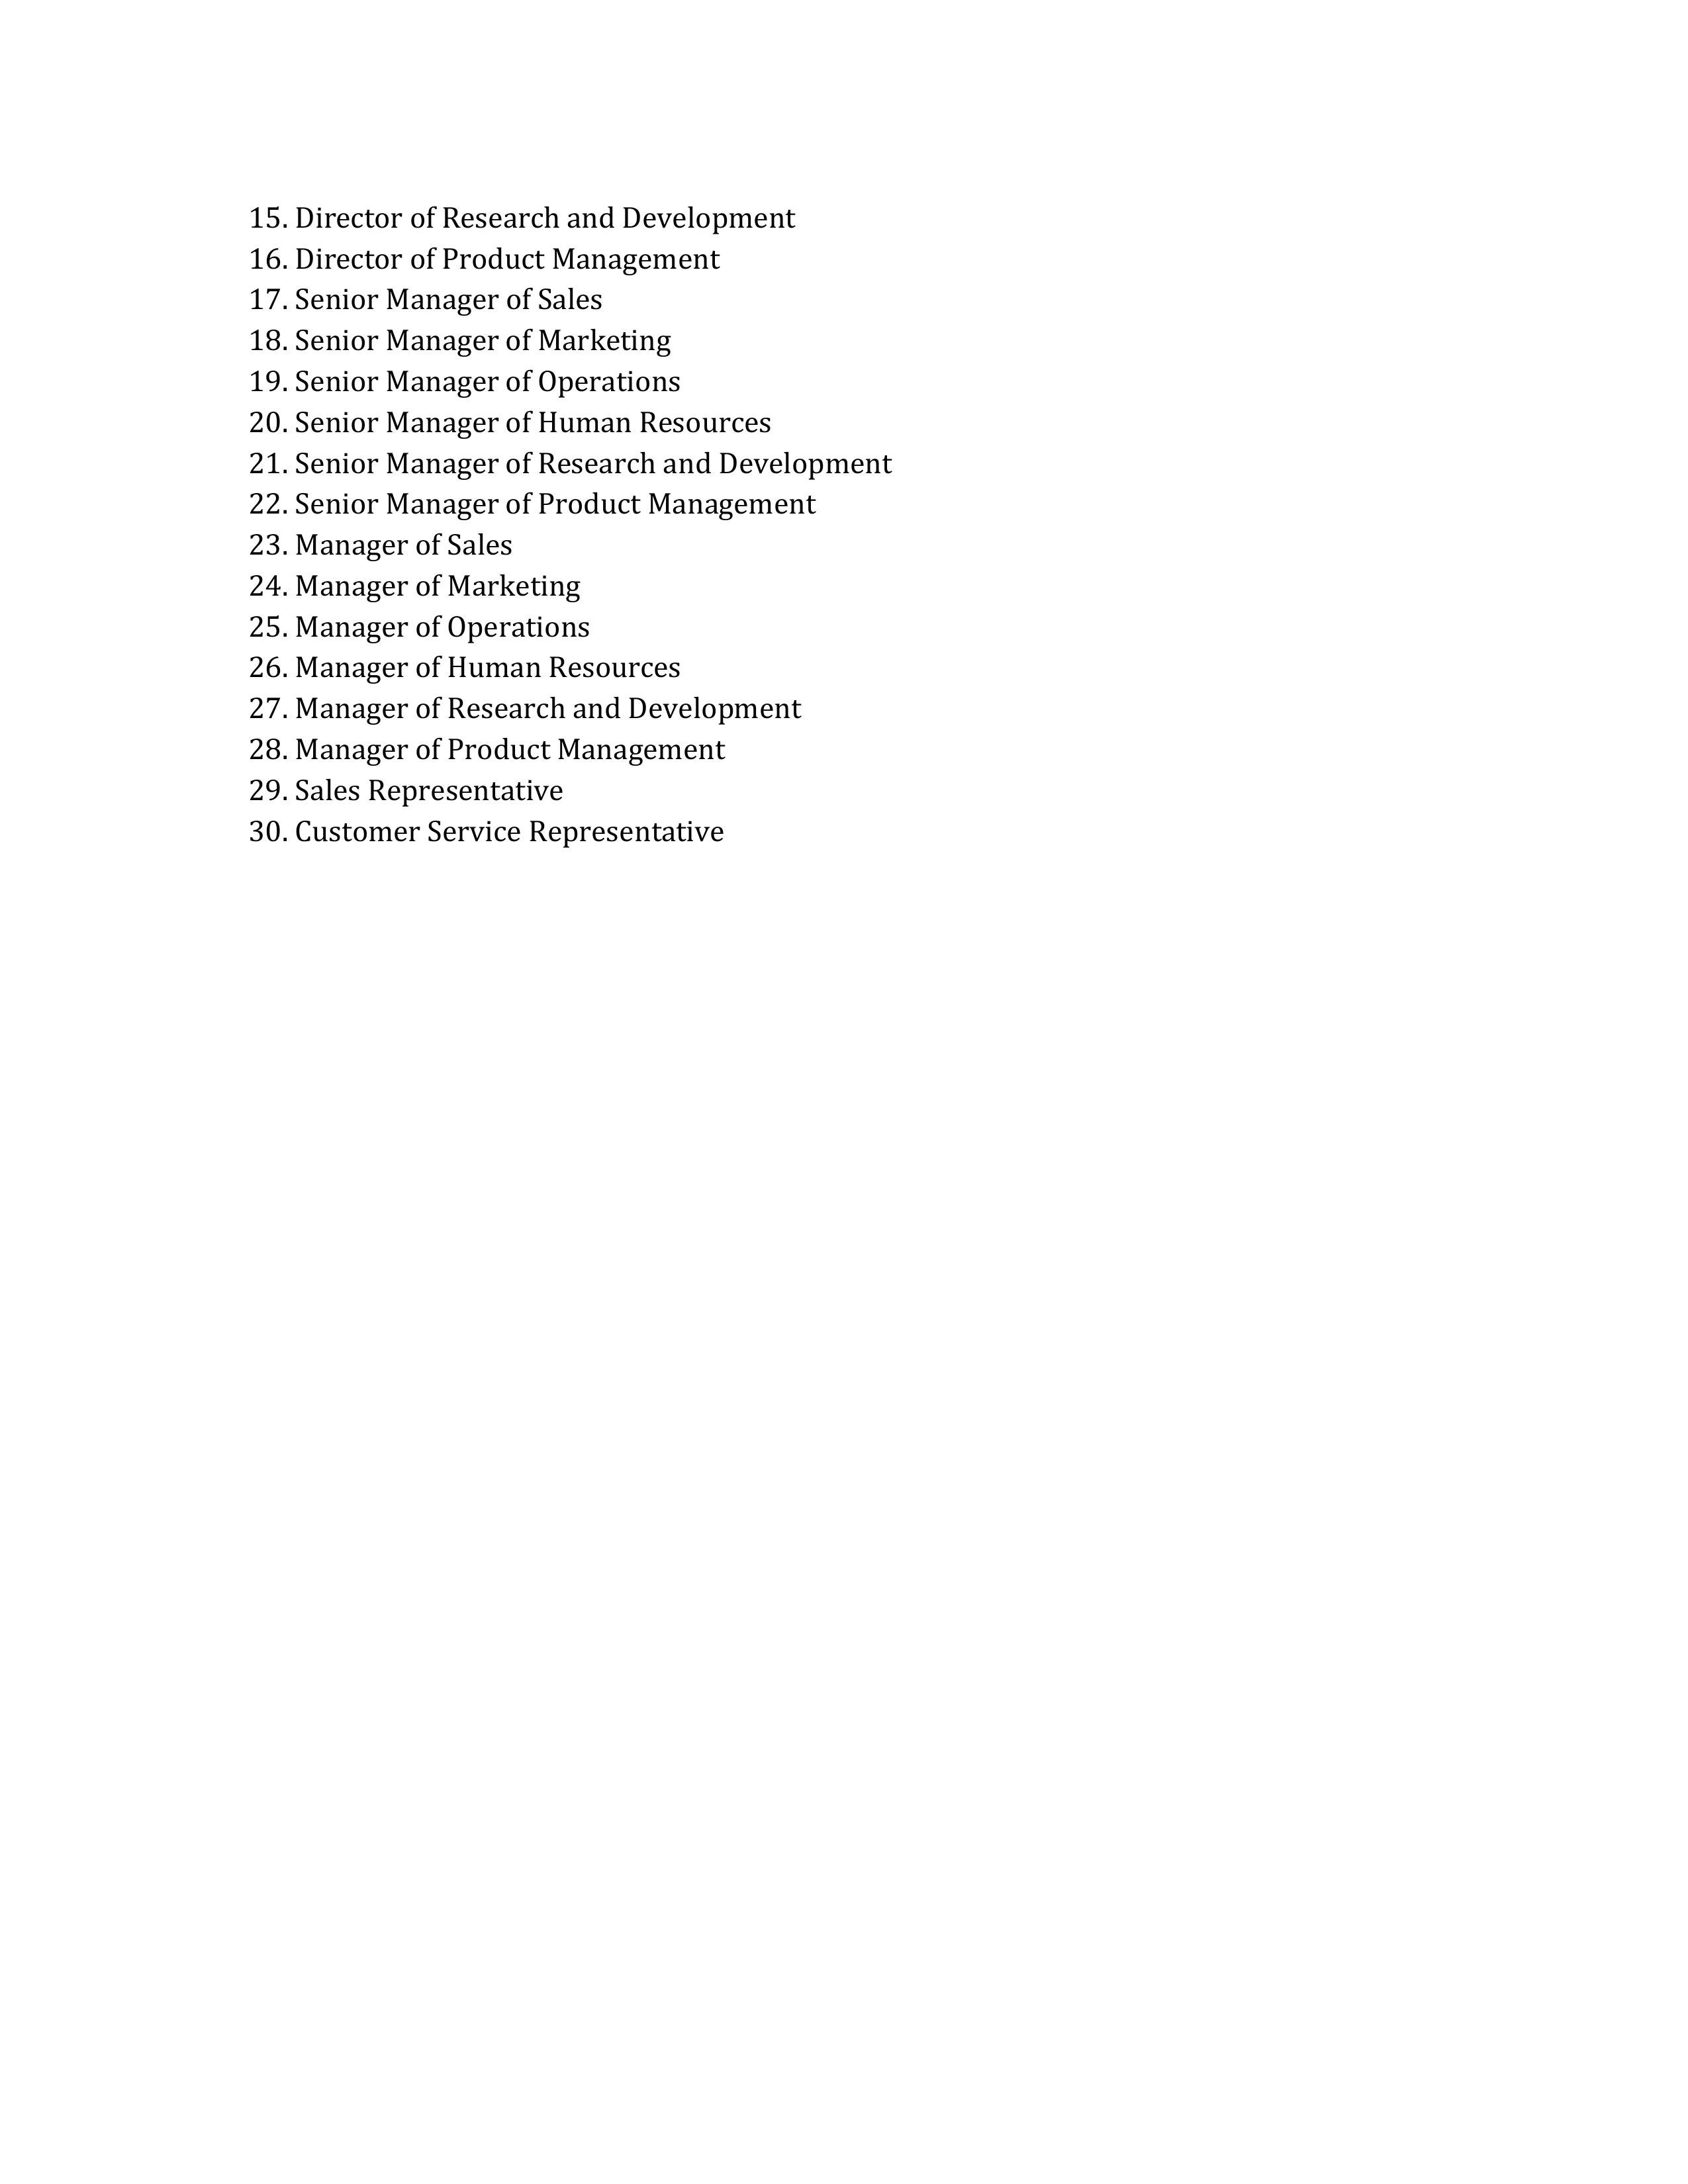 15. Director of Research and Development
16. Director of Product Management
17. Senior Manager of Sales
18. Senior Manager of Marketing
19. Senior Manager of Operations
20. Senior Manager of Human Resources
21. Senior Manager of Research and Development
22. Senior Manager of Product Management
23. Manager of Sales
24. Manager of Marketing
25. Manager of Operations
26. Manager of Human Resources
27. Manager of Research and Development
28. Manager of Product Management
29. Sales Representative
30. Customer Service Representative